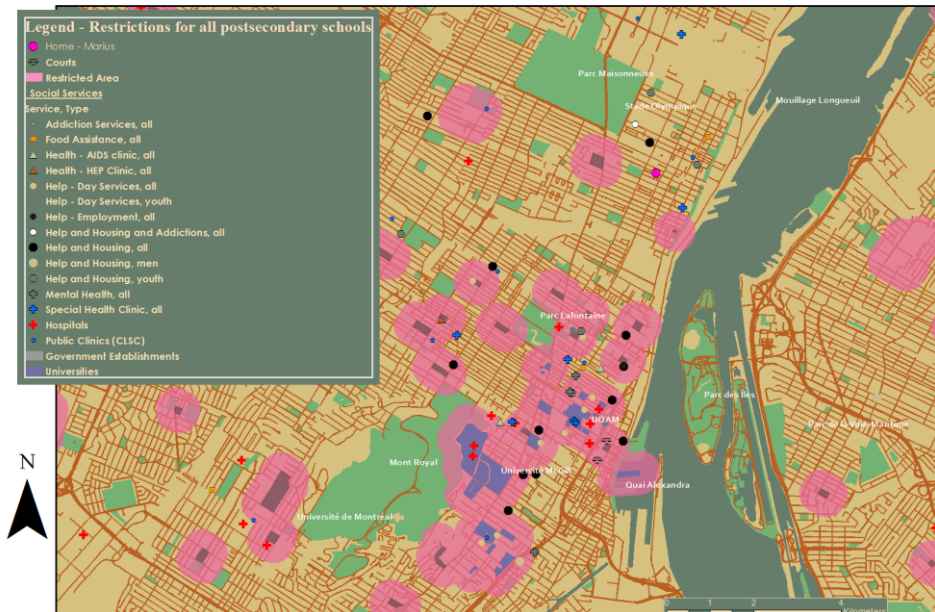 Legend - Restrictions for all postsecondary schools
Home - Marius
Courts
Restricted Area
Social Services
Service, Type
Addiction Services, all
Food Assistance, all
Health - AIDS clinic, all
Health - HEP Clinic, all
Help - Day Services, all
Help - Day Services, youth
Help - Employment, all
Help and Housing and Addictions, all
Help and Housing, all
Help and Housing, men
Help and Housing, youth
Mental Health, all
Special Health Clinic, all
Hospitals
Public Clinics (CLSC)
Government Establishments
Universities
Parc Maisonneuve
Stade Olympique
Mouillage Longueuil
Parc Lafontaine
Parc des Îles
UQAM
Parc de la Voie Maritime
Mont Royal
Université McGill
Quai Alexandra
Université de Montréal
N
0 1 2 4
Kilometers